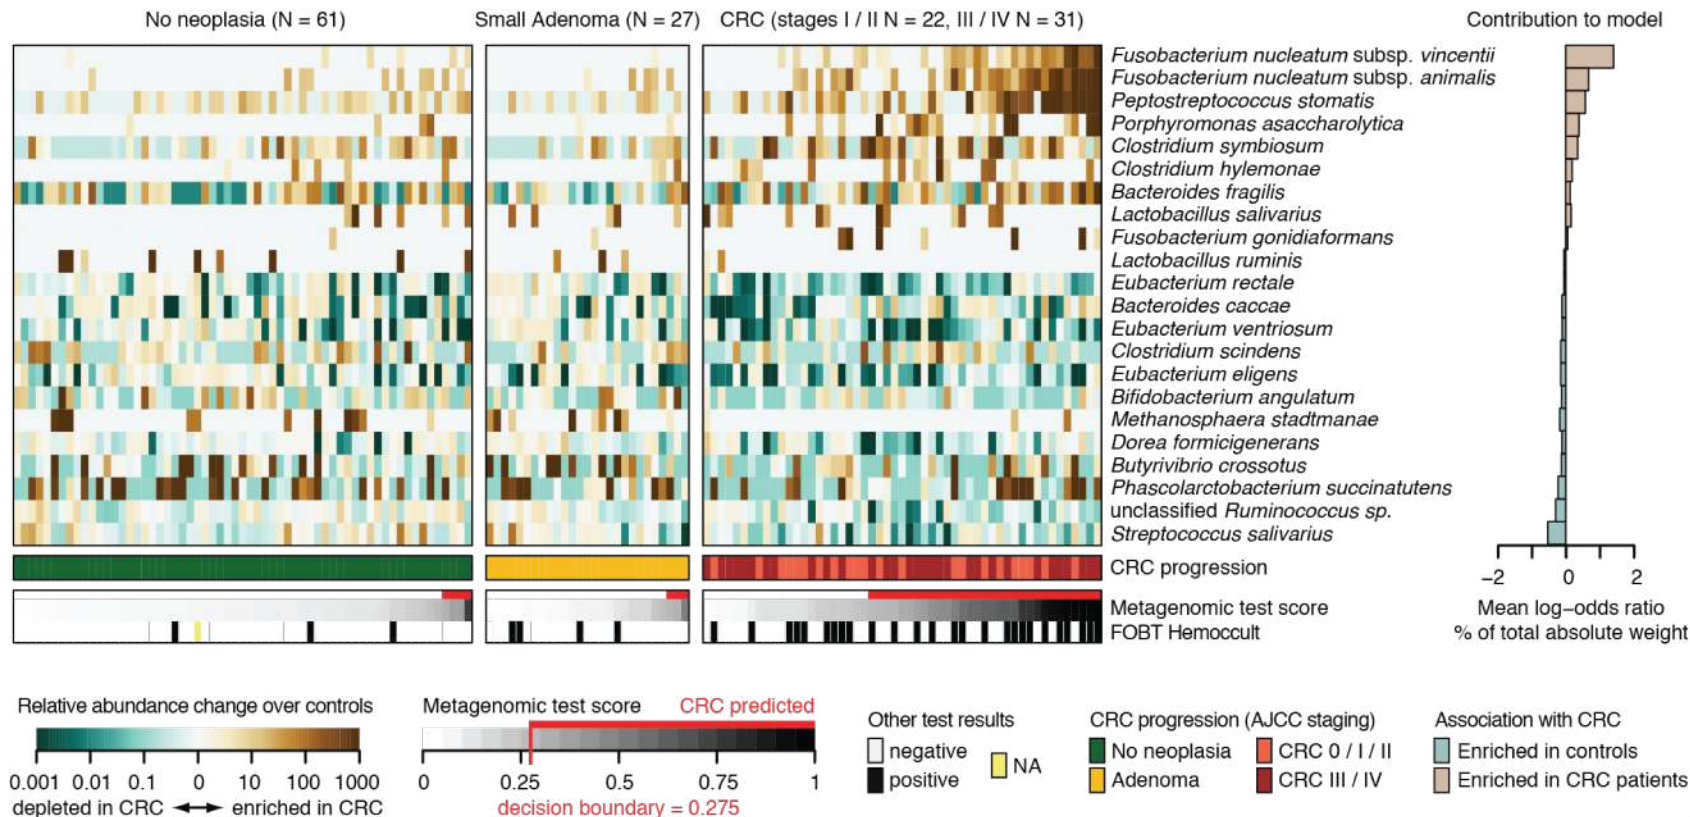 No neoplasia (N = 61)
Small Adenoma (N = 27)
CRC (stages I / II N = 22, III / IV N = 31)
Contribution to model
Fusobacterium nucleatum subsp. vincentii
Fusobacterium nucleatum subsp. animalis
Peptostreptococcus stomatis
Porphyromonas asaccharolytica
Clostridium symbiosum
Clostridium hylemonae
Bacteroides fragilis
Lactobacillus salivarius
Fusobacterium gonidiaformans
Lactobacillus ruminis
Eubacterium rectale
Bacteroides caccae
Eubacterium ventriosum
Clostridium scindens
Eubacterium eligens
Bifidobacterium angulatum
Methanosphaera stadtmanae
Dorea formicigenerans
Butyrivibrio crossotus
Phascolarctobacterium succinatutens
unclassified Ruminococcus sp.
Streptococcus salivarius
CRC progression
Metagenomic test score
FOBT Hemoccult
−2 0 2
Mean log−odds ratio
% of total absolute weight
Relative abundance change over controls
0.001 0.01 0.1 0 10 100 1000
depleted in CRC ◄► enriched in CRC
Metagenomic test score
CRC predicted
0 0.25 0.5 0.75 1
decision boundary = 0.275
Other test results
negative
positive
NA
CRC progression (AJCC staging)
No neoplasia
Adenoma
CRC 0 / I / II
CRC III / IV
Association with CRC
Enriched in controls
Enriched in CRC patients